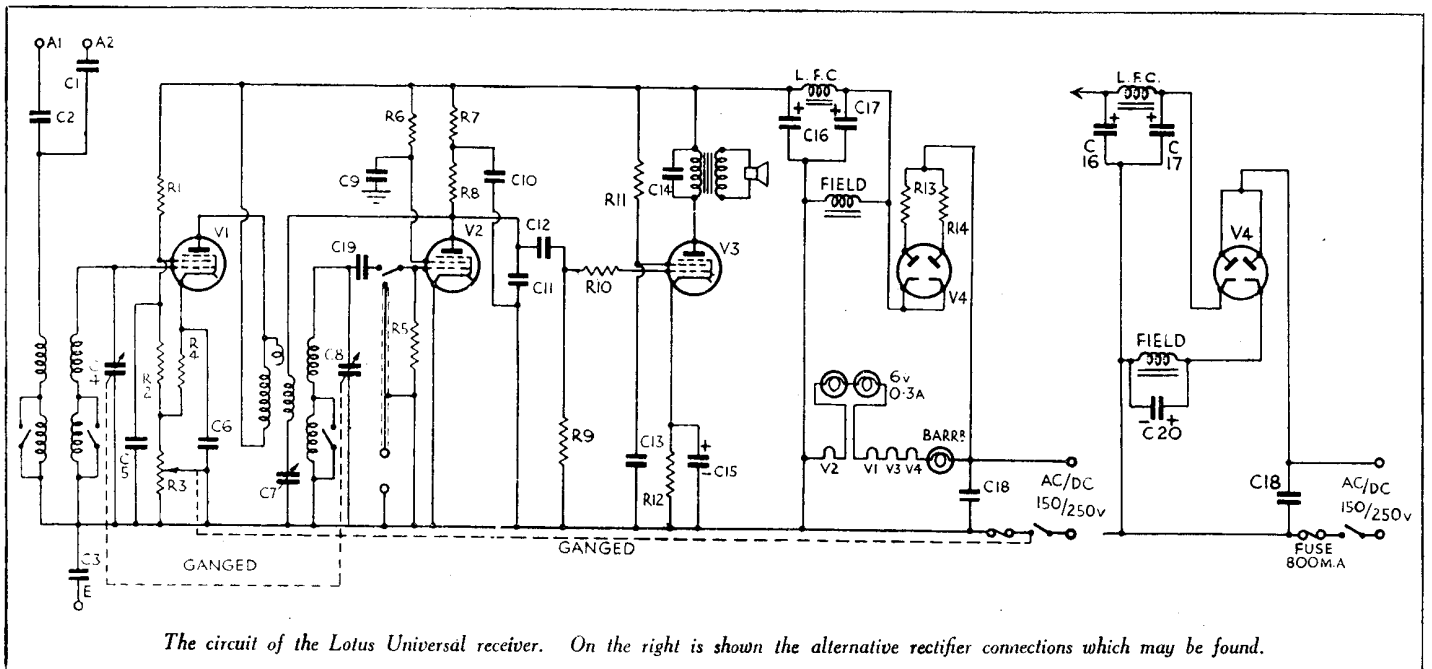 A1
A2
C1
C2
L.F.C.
C17
C16
L.F.C.
C 16
C 17
R6
R7
C9
R8
C10
R11
C14
FIELD
R13
R14
R1
V1
C19
V2
C12
C11
R10
V3
V4
V4
C4
R2
R4
C8
R5
FIELD
C20
6v
0.3A
BARRR
C5
C6
R3
C7
R9
C13
R12
C15
V2
V1 V3 V4
C18
AC/DC
150/250v
C18
AC/DC
150/250v
GANGED
GANGED
FUSE
800M.A
C3
E
The circuit of the Lotus Universal receiver. On the right is shown the alternative rectifier connections which may be found.